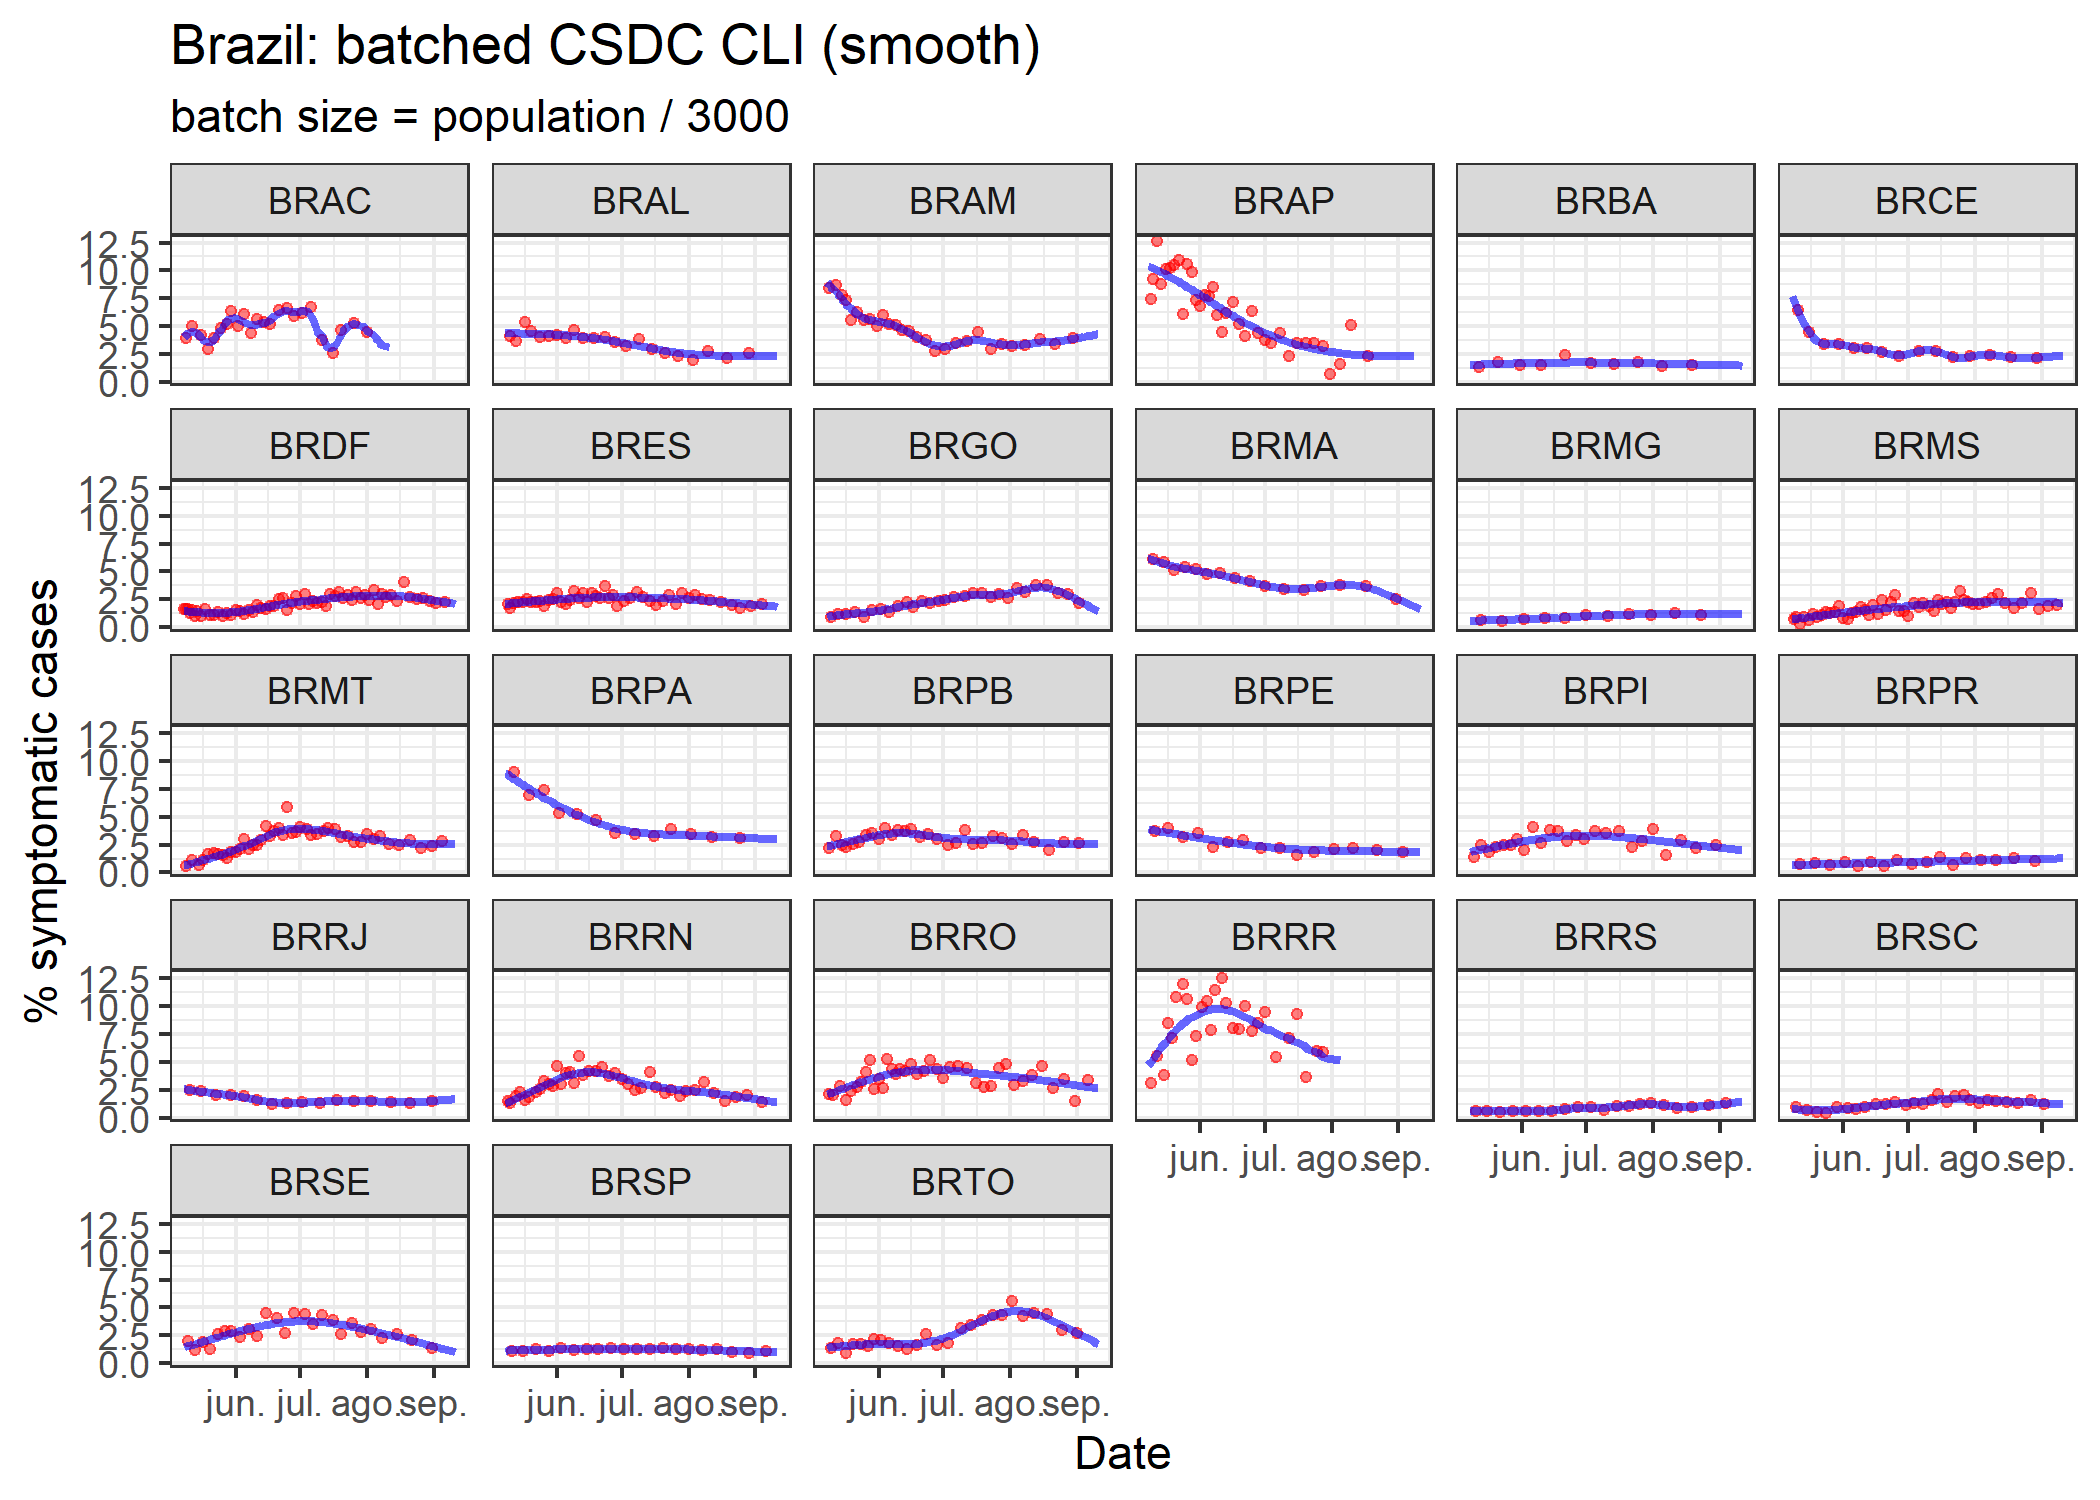 Brazil: batched CSDC CLI (smooth)
batch size = population / 3000
BRAC BRAL BRAM BRAP BRBA BRCE
12.5
10.0
7.5
5.0
2.5
0.0
BRDF BRES BRGO BRMA BRMG BRMS
12.5
10.0
7.5
5.0
2.5
0.0
% symptomatic cases
BRMT BRPA BRPB BRPE BRPI BRPR
12.5
10.0
7.5
5.0
2.5
0.0
BRRJ BRRN BRRO BRRR BRRS BRSC
12.5
10.0
7.5
5.0
2.5
0.0
jun. jul. ago. sep. jun. jul. ago. sep. jun. jul. ago. sep.
BRSE BRSP BRTO
12.5
10.0
7.5
5.0
2.5
0.0
jun. jul. ago. sep. jun. jul. ago. sep. jun. jul. ago. sep.
Date